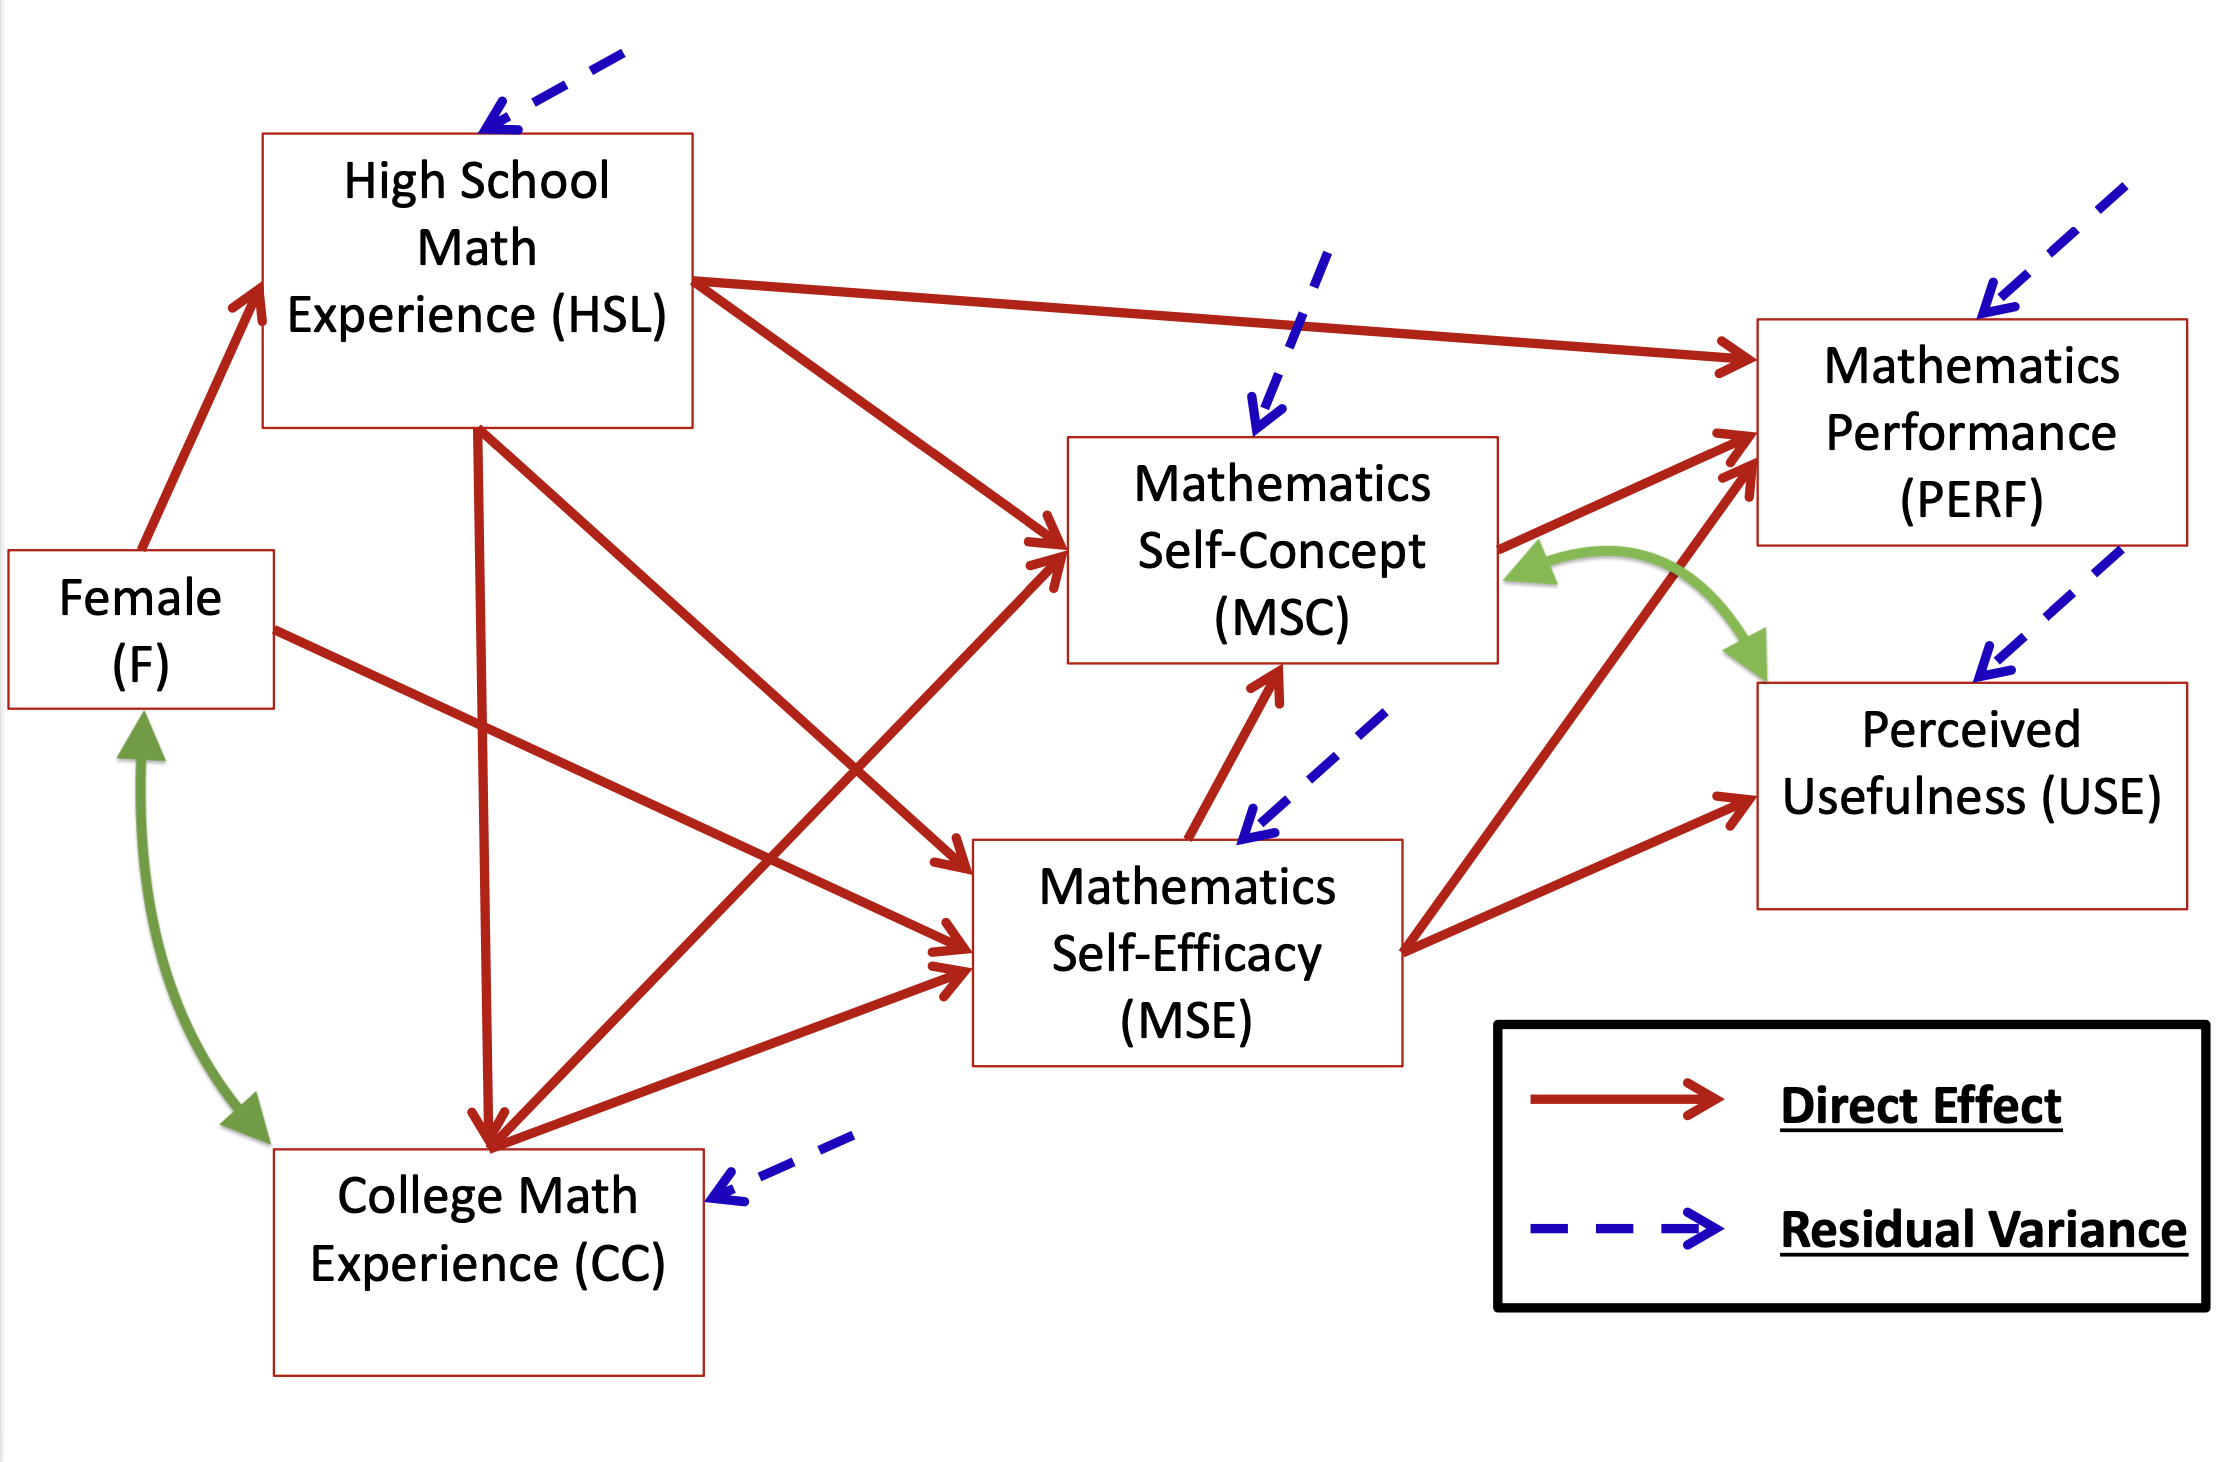 High School
Math
Experience (HSL)
Mathematics
Performance
(PERF)
Mathematics
Self-Concept
(MSC)
Female
(F)
Perceived
Usefulness (USE)
Mathematics
Self-Efficacy
(MSE)
College Math
Experience (CC)
Direct Effect
Residual Variance